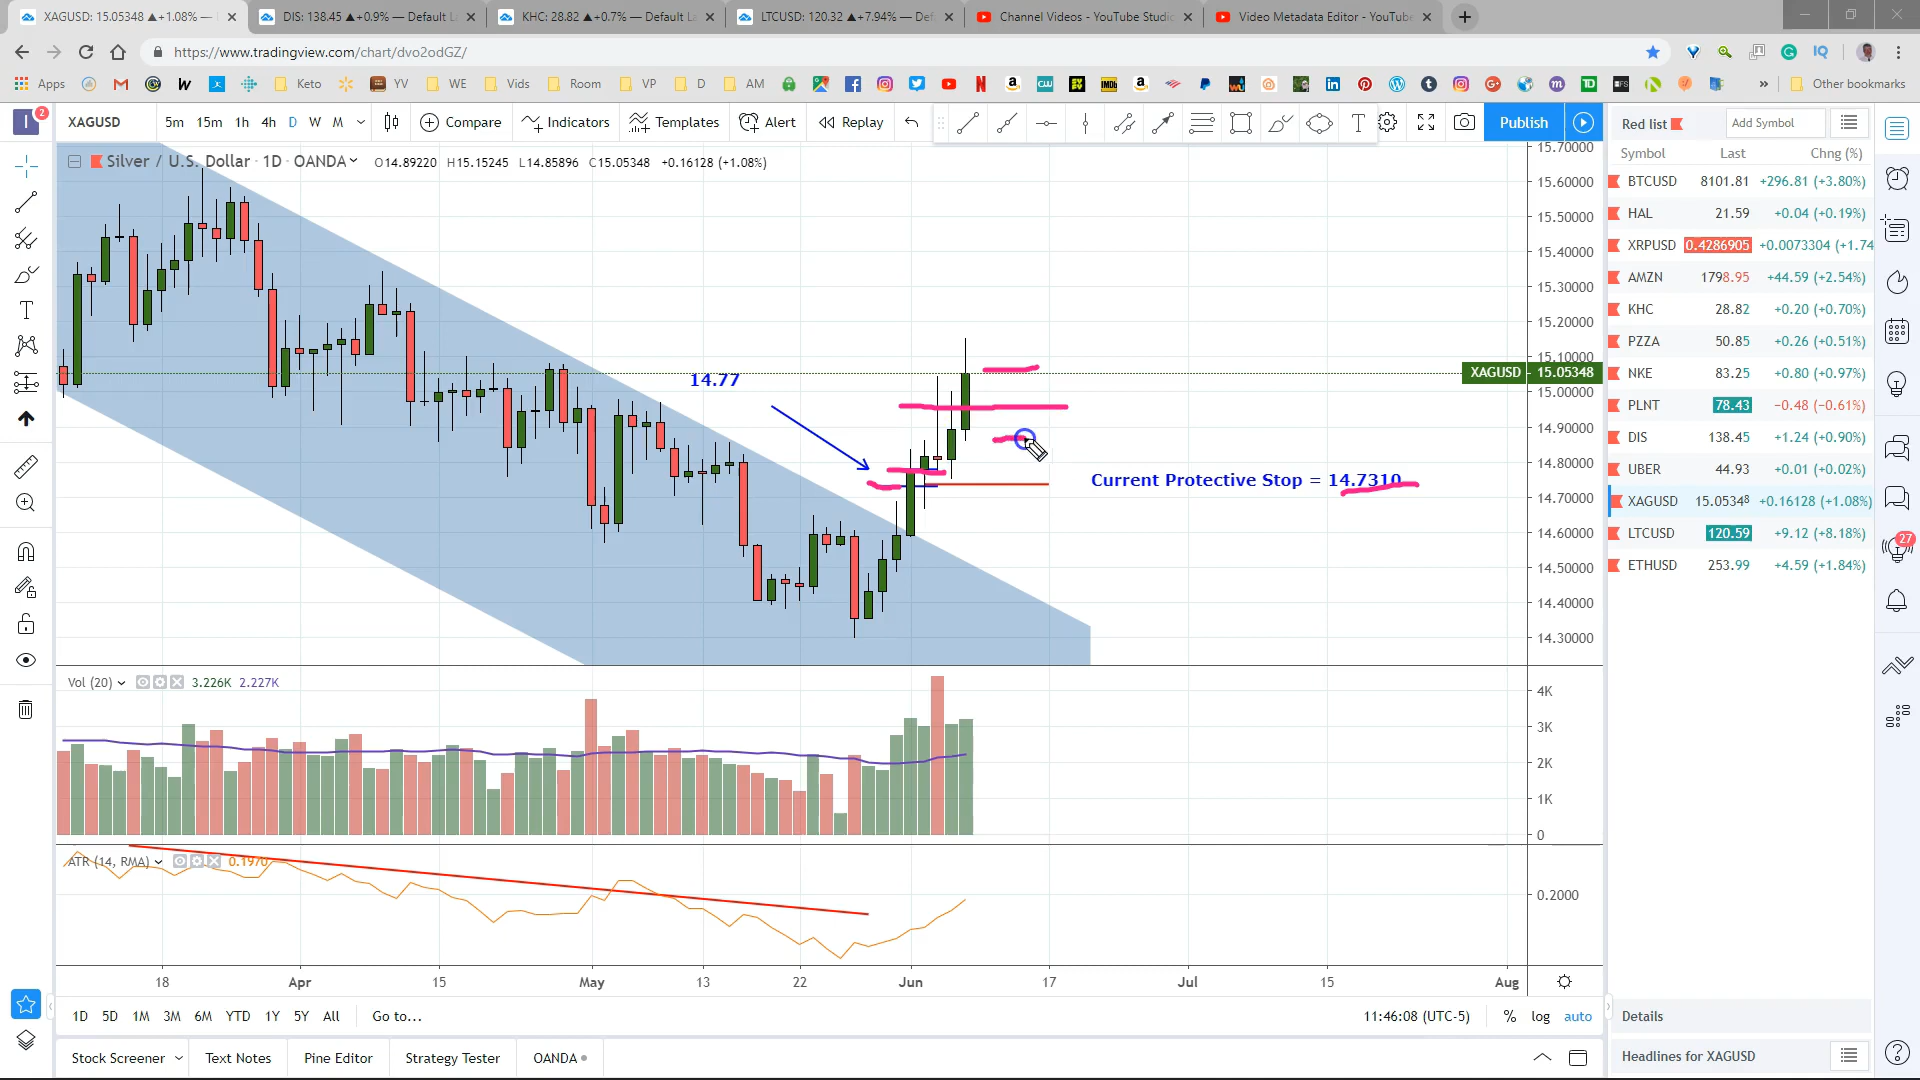 XAGUSD: 15.05348 ▲+1.08% —
DIS: 138.45 ▲+0.9% — Default L
KHC: 28.82 ▲+0.7% — Default L
LTCUSD: 120.32 ▲+7.94% — Def
Channel Videos - YouTube Studio
Video Metadata Editor - YouTube
https://www.tradingview.com/chart/dvo2odGZ/
Apps Keto YV WE Vids Room VP D AM Other bookmarks
XAGUSD 5m 15m 1h 4h D W M Compare Indicators Templates Alert Replay Publish
Silver / U.S. Dollar · 1D · OANDA O14.89220 H15.15245 L14.85896 C15.05348 +0.16128 (+1.08%)
15.70000
15.60000
15.50000
15.40000
15.30000
15.20000
15.10000
XAGUSD 15.05348
15.00000
14.90000
14.80000
14.70000
14.60000
14.50000
14.40000
14.30000
14.77
Current Protective Stop = 14.7310
Vol (20) 3.226K 2.227K
4K
3K
2K
1K
0
ATR (14, RMA) 0.1970
0.2000
18 Apr 15 May 13 22 Jun 17 Jul 15 Aug
1D 5D 1M 3M 6M YTD 1Y 5Y All Go to... 11:46:08 (UTC-5) % log auto
Stock Screener Text Notes Pine Editor Strategy Tester OANDA
Red list Add Symbol
Symbol Last Chng (%)
BTCUSD 8101.81 +296.81 (+3.80%)
HAL 21.59 +0.04 (+0.19%)
XRPUSD 0.4286905 +0.0073304 (+1.74
AMZN 1798.95 +44.59 (+2.54%)
KHC 28.82 +0.20 (+0.70%)
PZZA 50.85 +0.26 (+0.51%)
NKE 83.25 +0.80 (+0.97%)
PLNT 78.43 −0.48 (−0.61%)
DIS 138.45 +1.24 (+0.90%)
UBER 44.93 +0.01 (+0.02%)
XAGUSD 15.05348 +0.16128 (+1.08%)
LTCUSD 120.59 +9.12 (+8.18%)
ETHUSD 253.99 +4.59 (+1.84%)
27
Details
Headlines for XAGUSD